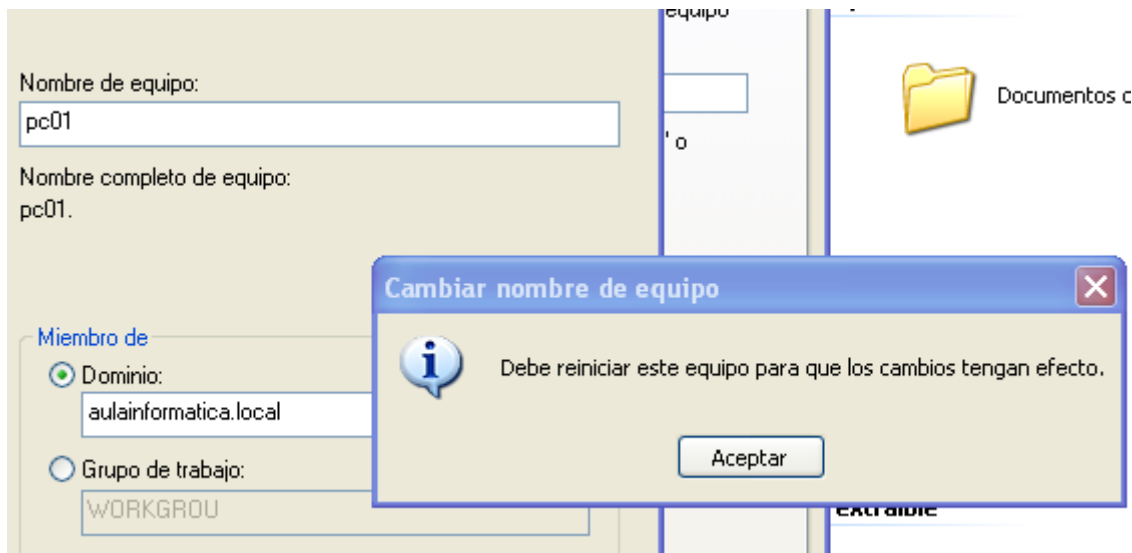 equipo
Nombre de equipo:
pc01
Documentos
' o
Nombre completo de equipo:
pc01.
Cambiar nombre de equipo
Miembro de
Debe reiniciar este equipo para que los cambios tengan efecto.
Dominio:
aulainformatica.local
Aceptar
Grupo de trabajo:
WORKGROU
extraíble